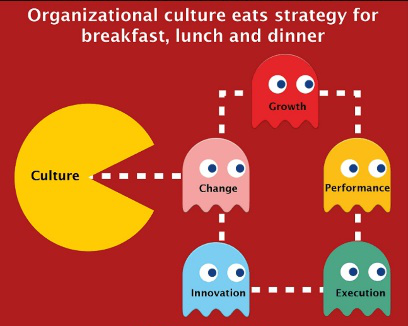 Organizational culture eats strategy for
breakfast, lunch and dinner
Growth
Culture
Change
Performance
Innovation
Execution